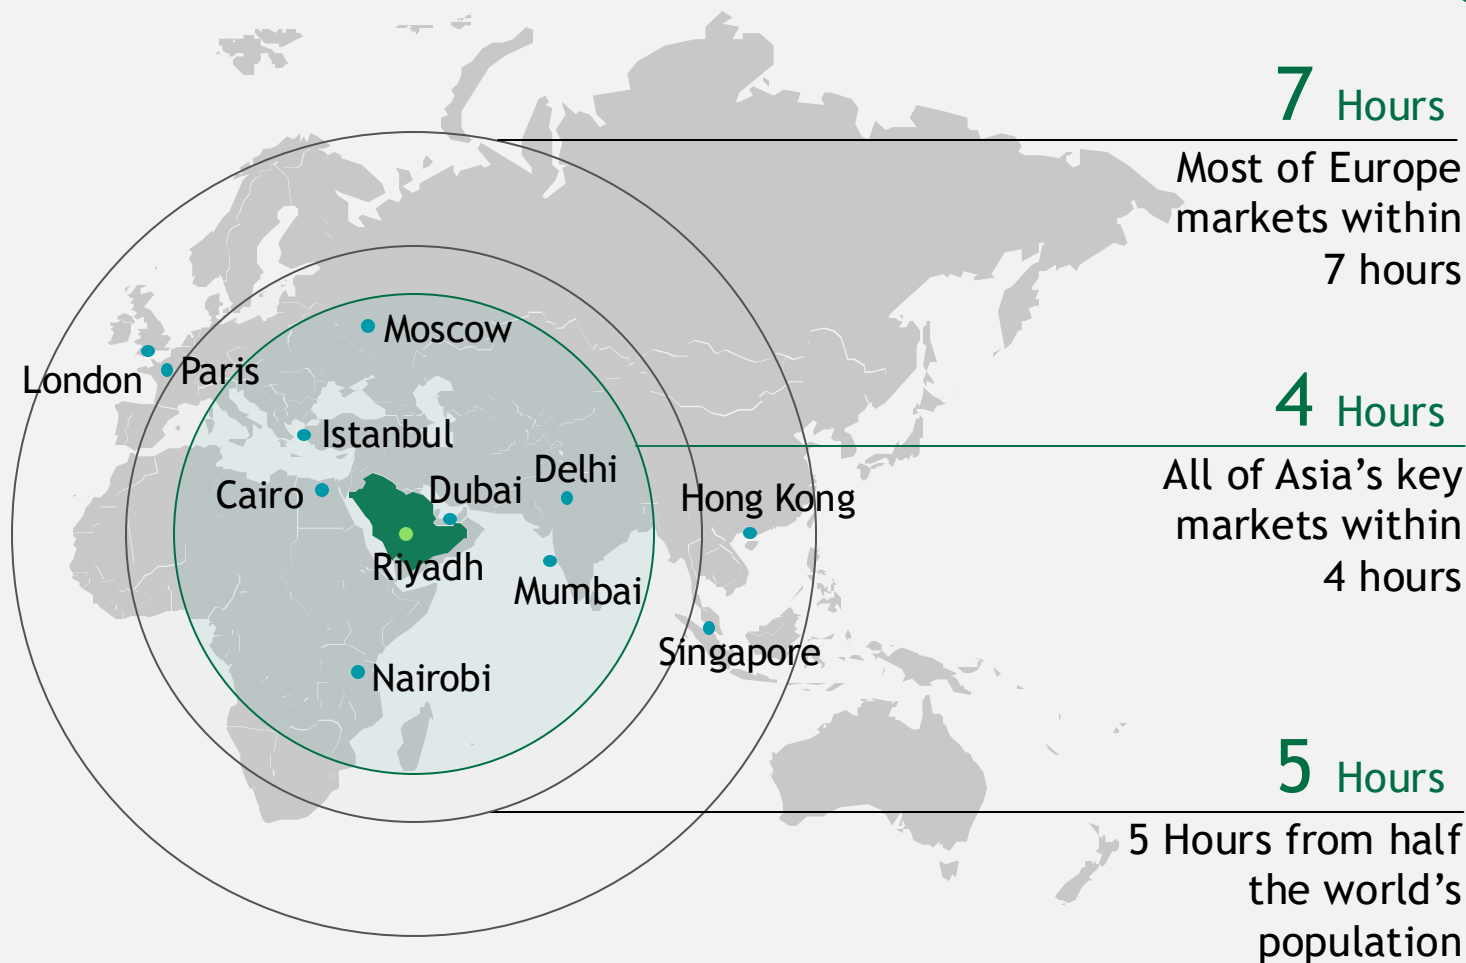 7 Hours
Most of Europe
markets within
7 hours
Moscow
London
Paris
Istanbul
4 Hours
All of Asia’s key
markets within
4 hours
Delhi
Cairo
Dubai
Hong Kong
Riyadh
Mumbai
Singapore
Nairobi
5 Hours
5 Hours from half
the world’s
population